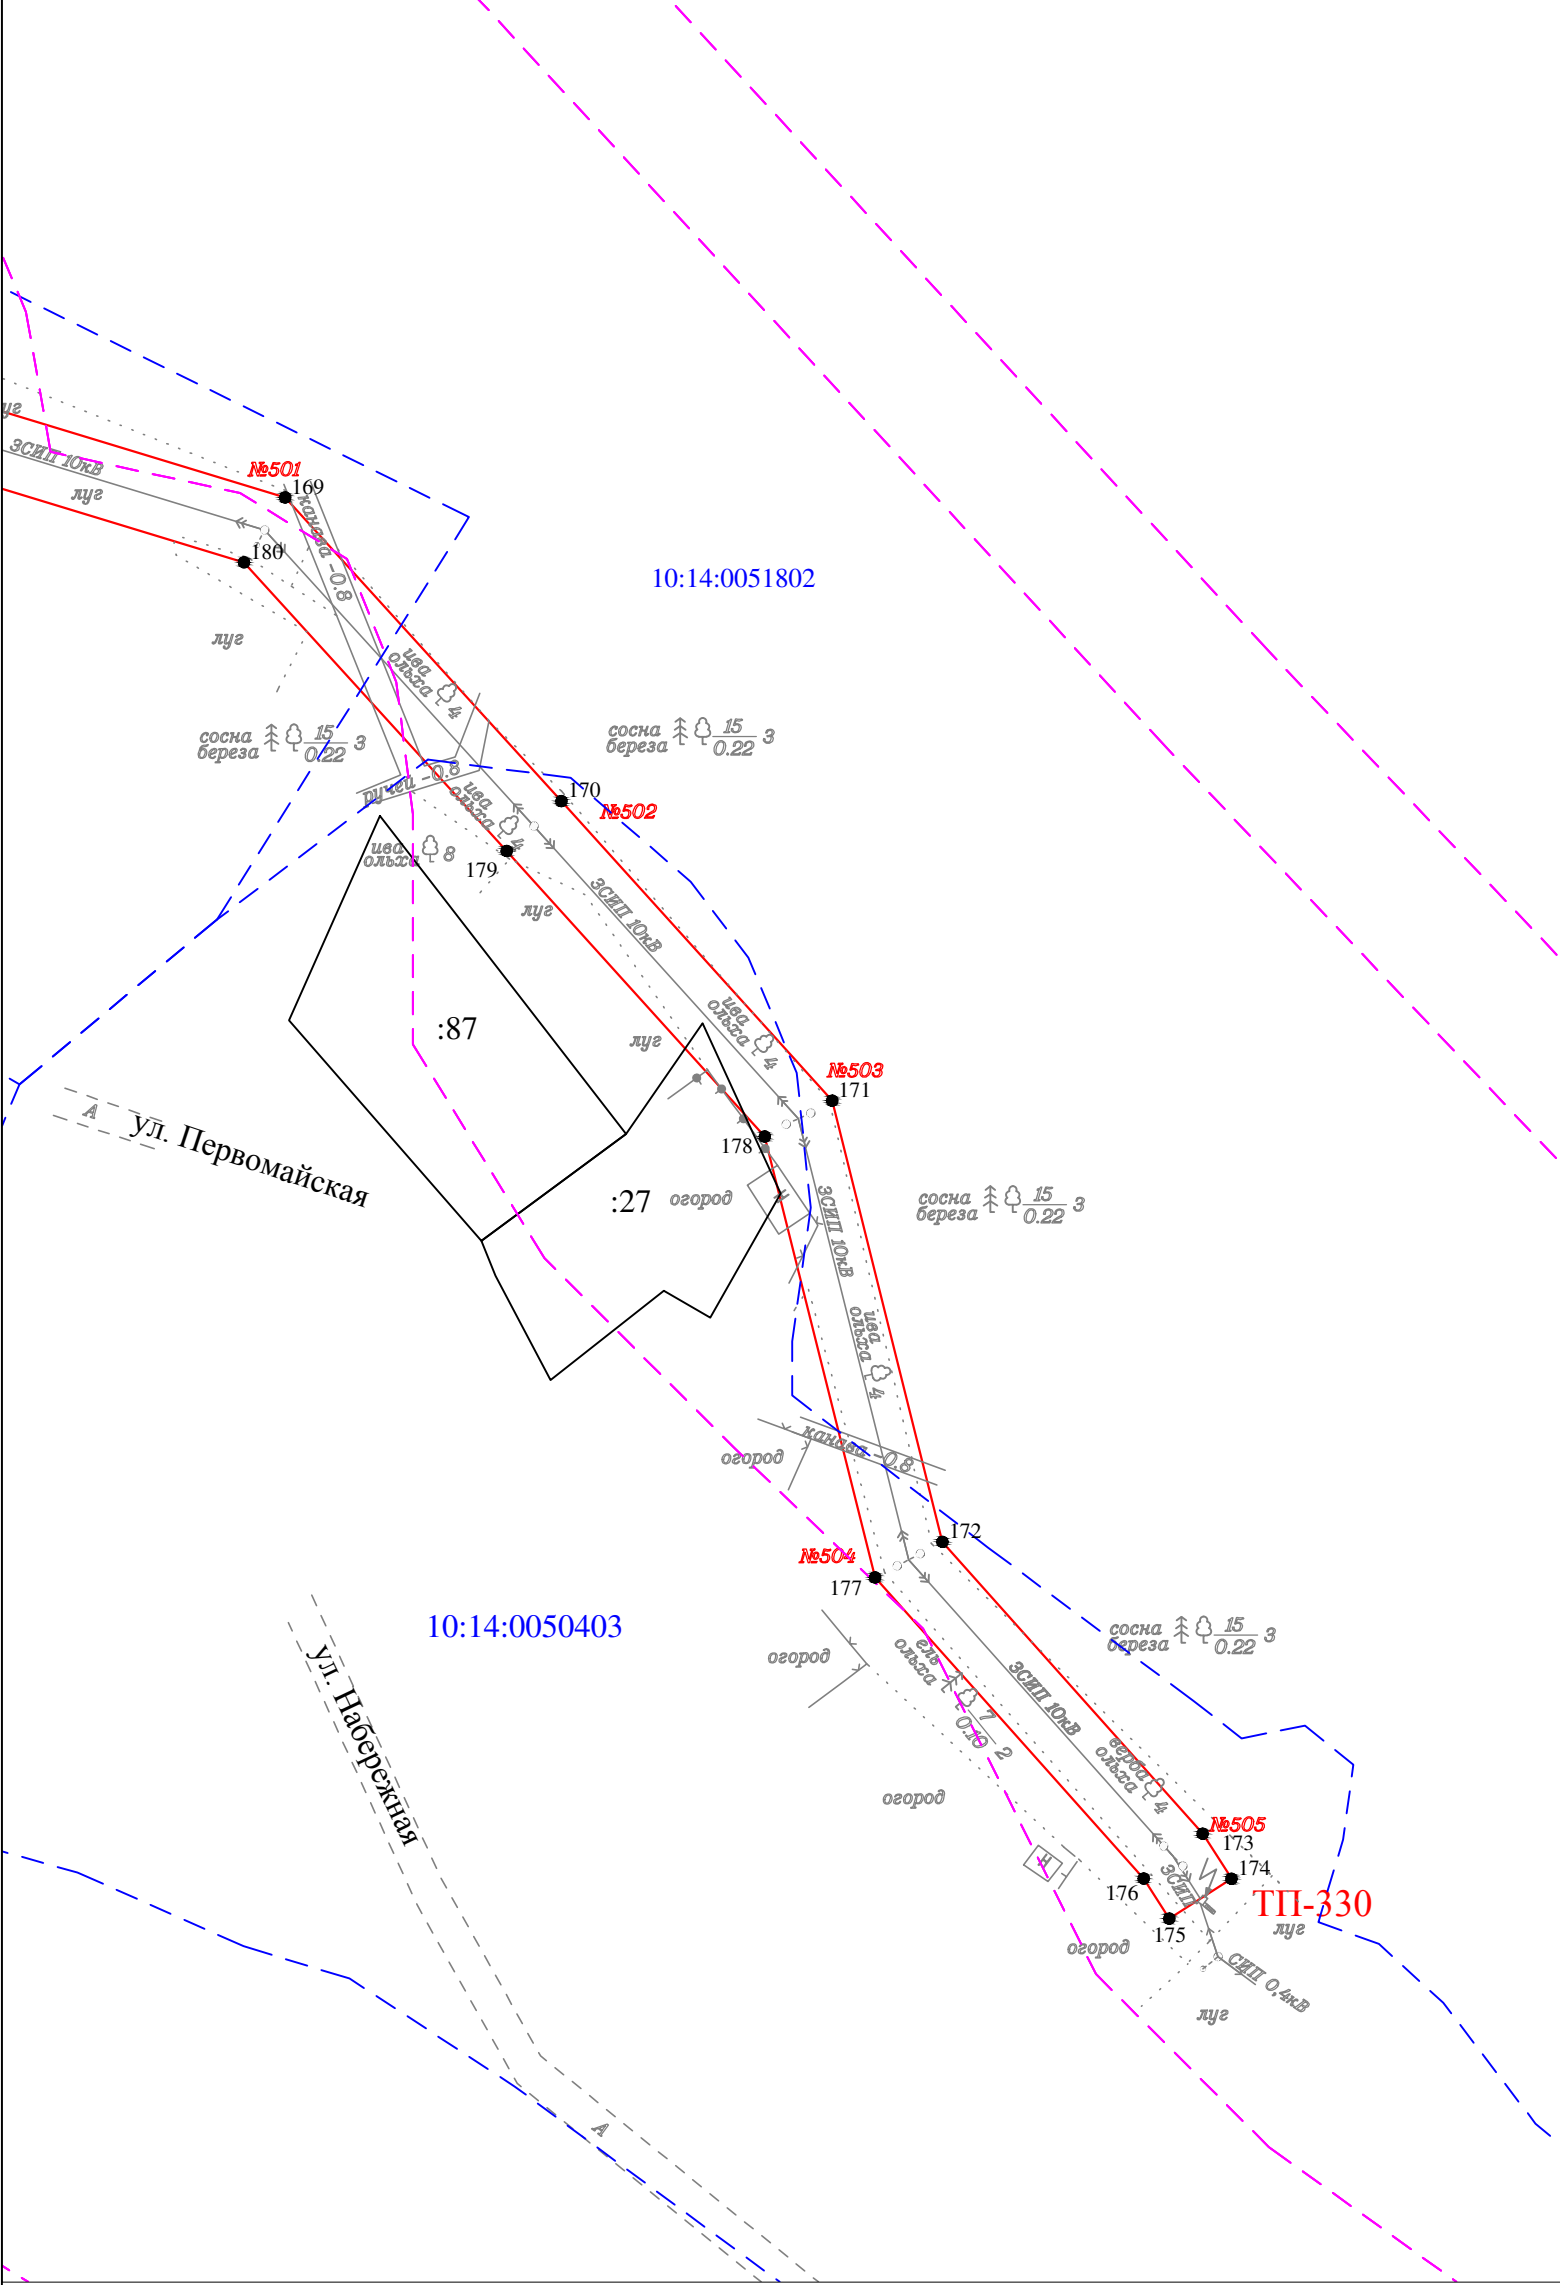 уг
3СИП 10кВ
луг
№501
169
канава -0.8
180
10:14:0051802
луг
ива
ольха 4
сосна
береза 15
0.22 3
сосна
береза 15
0.22 3
ручей -0.8
ива
ольха 4
170
№502
ива
ольха 8
179
3СИП 10кВ
луг
:87
ива
ольха 4
луг
№503
171
А
ул. Первомайская
178
:27
огород
Н
3СИП 10кВ
сосна
береза 15
0.22 3
ива
ольха 4
огород
канава -0.8
172
№504
177
10:14:0050403
огород
ель
ольха 7
0.10 2
3СИП 10кВ
сосна
береза 15
0.22 3
ул. Набережная
верба
ольха 4
огород
№505
173
Н
176
174
3СИП
ТП-330
175
луг
огород
СИП 0,4кВ
луг
А